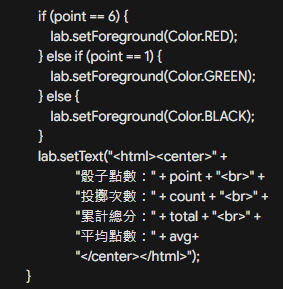 if (point == 6) {
lab.setForeground(Color.RED);
} else if (point == 1) {
lab.setForeground(Color.GREEN);
} else {
lab.setForeground(Color.BLACK);
}
lab.setText("<html><center>" +
"骰子點數：" + point + "<br>" +
"投擲次數：" + count + "<br>" +
"累計總分：" + total + "<br>" +
"平均點數：" + avg+
"</center></html>");
}